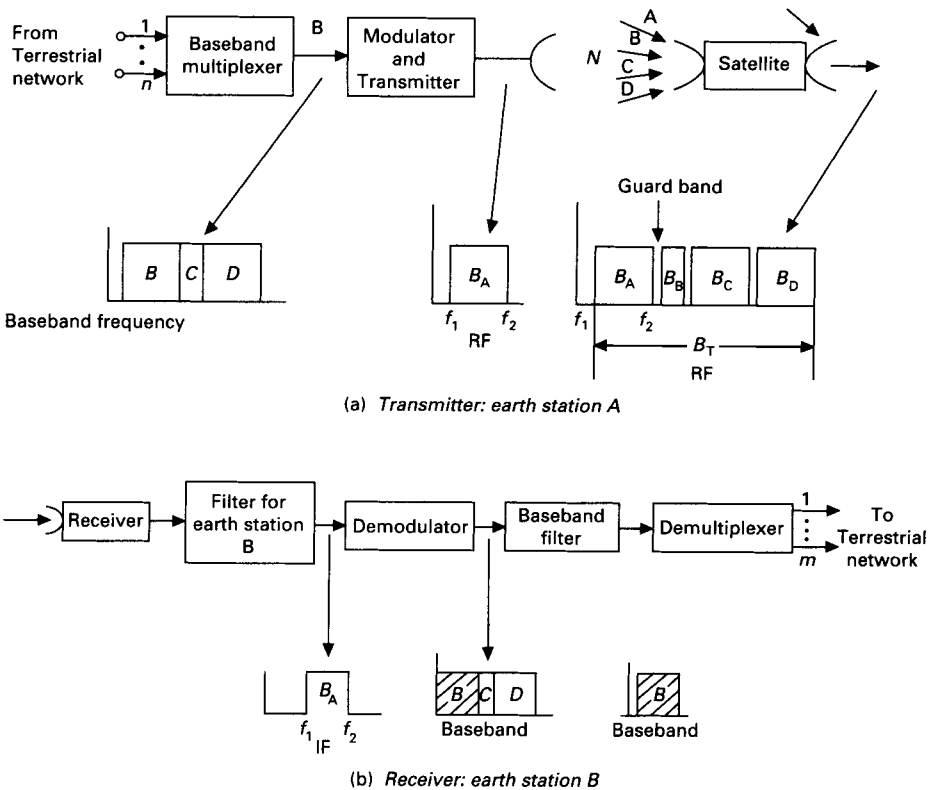 From
Terrestrial
network
1
n
Baseband
multiplexer
B
Modulator
and
Transmitter
N
A
B
C
D
Satellite
Guard band
B C D
Baseband frequency
B_A
f_1 f_2
RF
B_A B_B B_C B_D
f_1 f_2
B_T
RF
(a) Transmitter: earth station A
Receiver
Filter for
earth station
B
Demodulator
Baseband
filter
Demultiplexer
1
m
To
Terrestrial
network
B_A
f_1 f_2
IF
B C D
Baseband
B
Baseband
(b) Receiver: earth station B